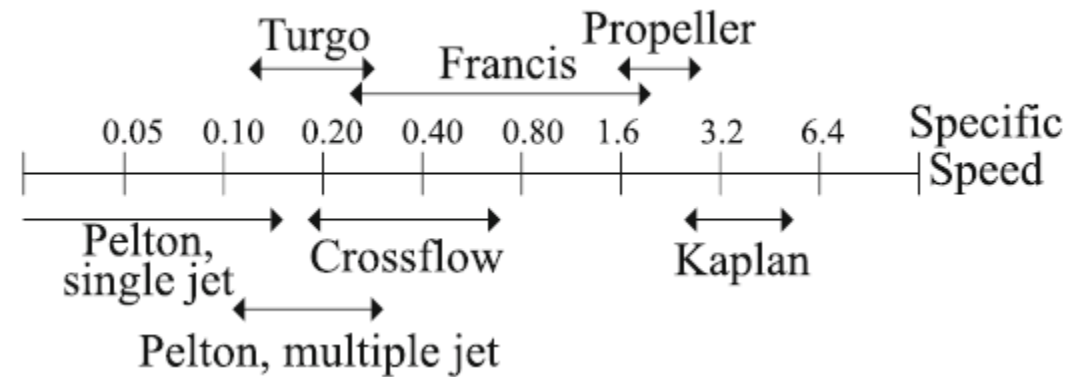 Turgo
Propeller
Francis
0.05 0.10 0.20 0.40 0.80 1.6 3.2 6.4 Specific
Speed
Pelton,
single jet
Crossflow
Kaplan
Pelton, multiple jet